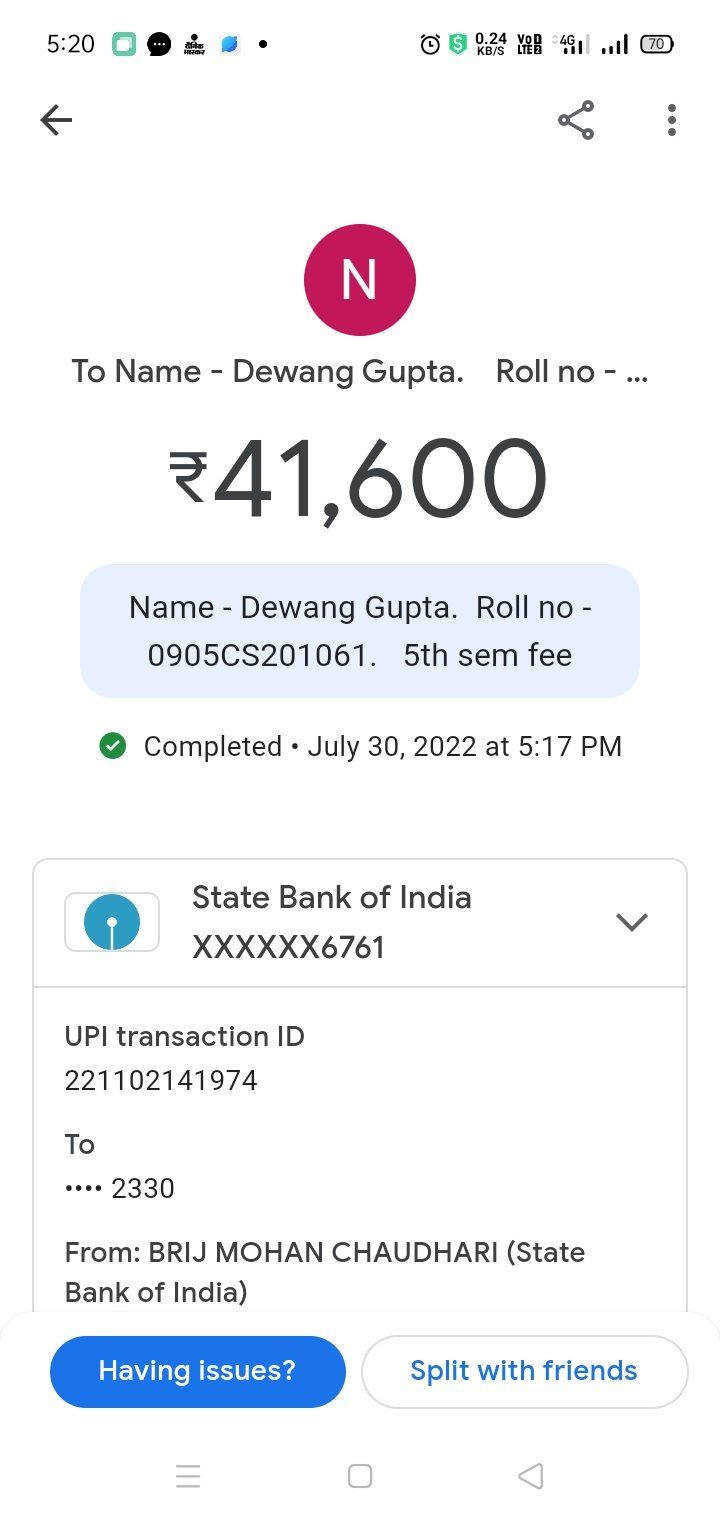 5:20
दैनिक
भास्कर
0.24
KB/S
VoD
LTE2
4G
70
N
To Name - Dewang Gupta. Roll no - ...
₹41,600
Name - Dewang Gupta. Roll no -
0905CS201061. 5th sem fee
Completed • July 30, 2022 at 5:17 PM
State Bank of India
XXXXXX6761
UPI transaction ID
221102141974
To
•••• 2330
From: BRIJ MOHAN CHAUDHARI (State
Bank of India)
Having issues?
Split with friends